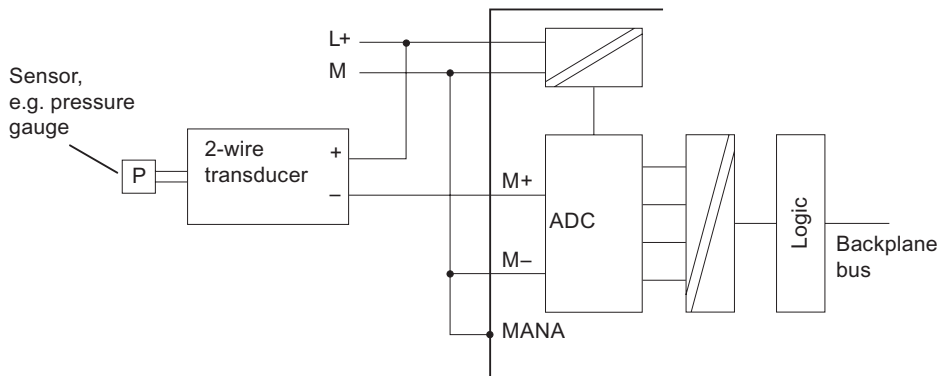 L+
M
Sensor,
e.g. pressure
gauge
P
2-wire
transducer
+
–
M+
ADC
M–
MANA
Logic
Backplane
bus